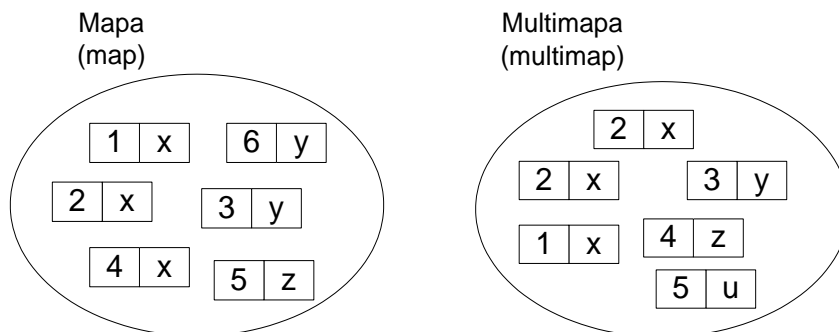 Mapa
(map)
1 x
6 y
2 x
3 y
4 x
5 z
Multimapa
(multimap)
2 x
2 x
3 y
1 x
4 z
5 u